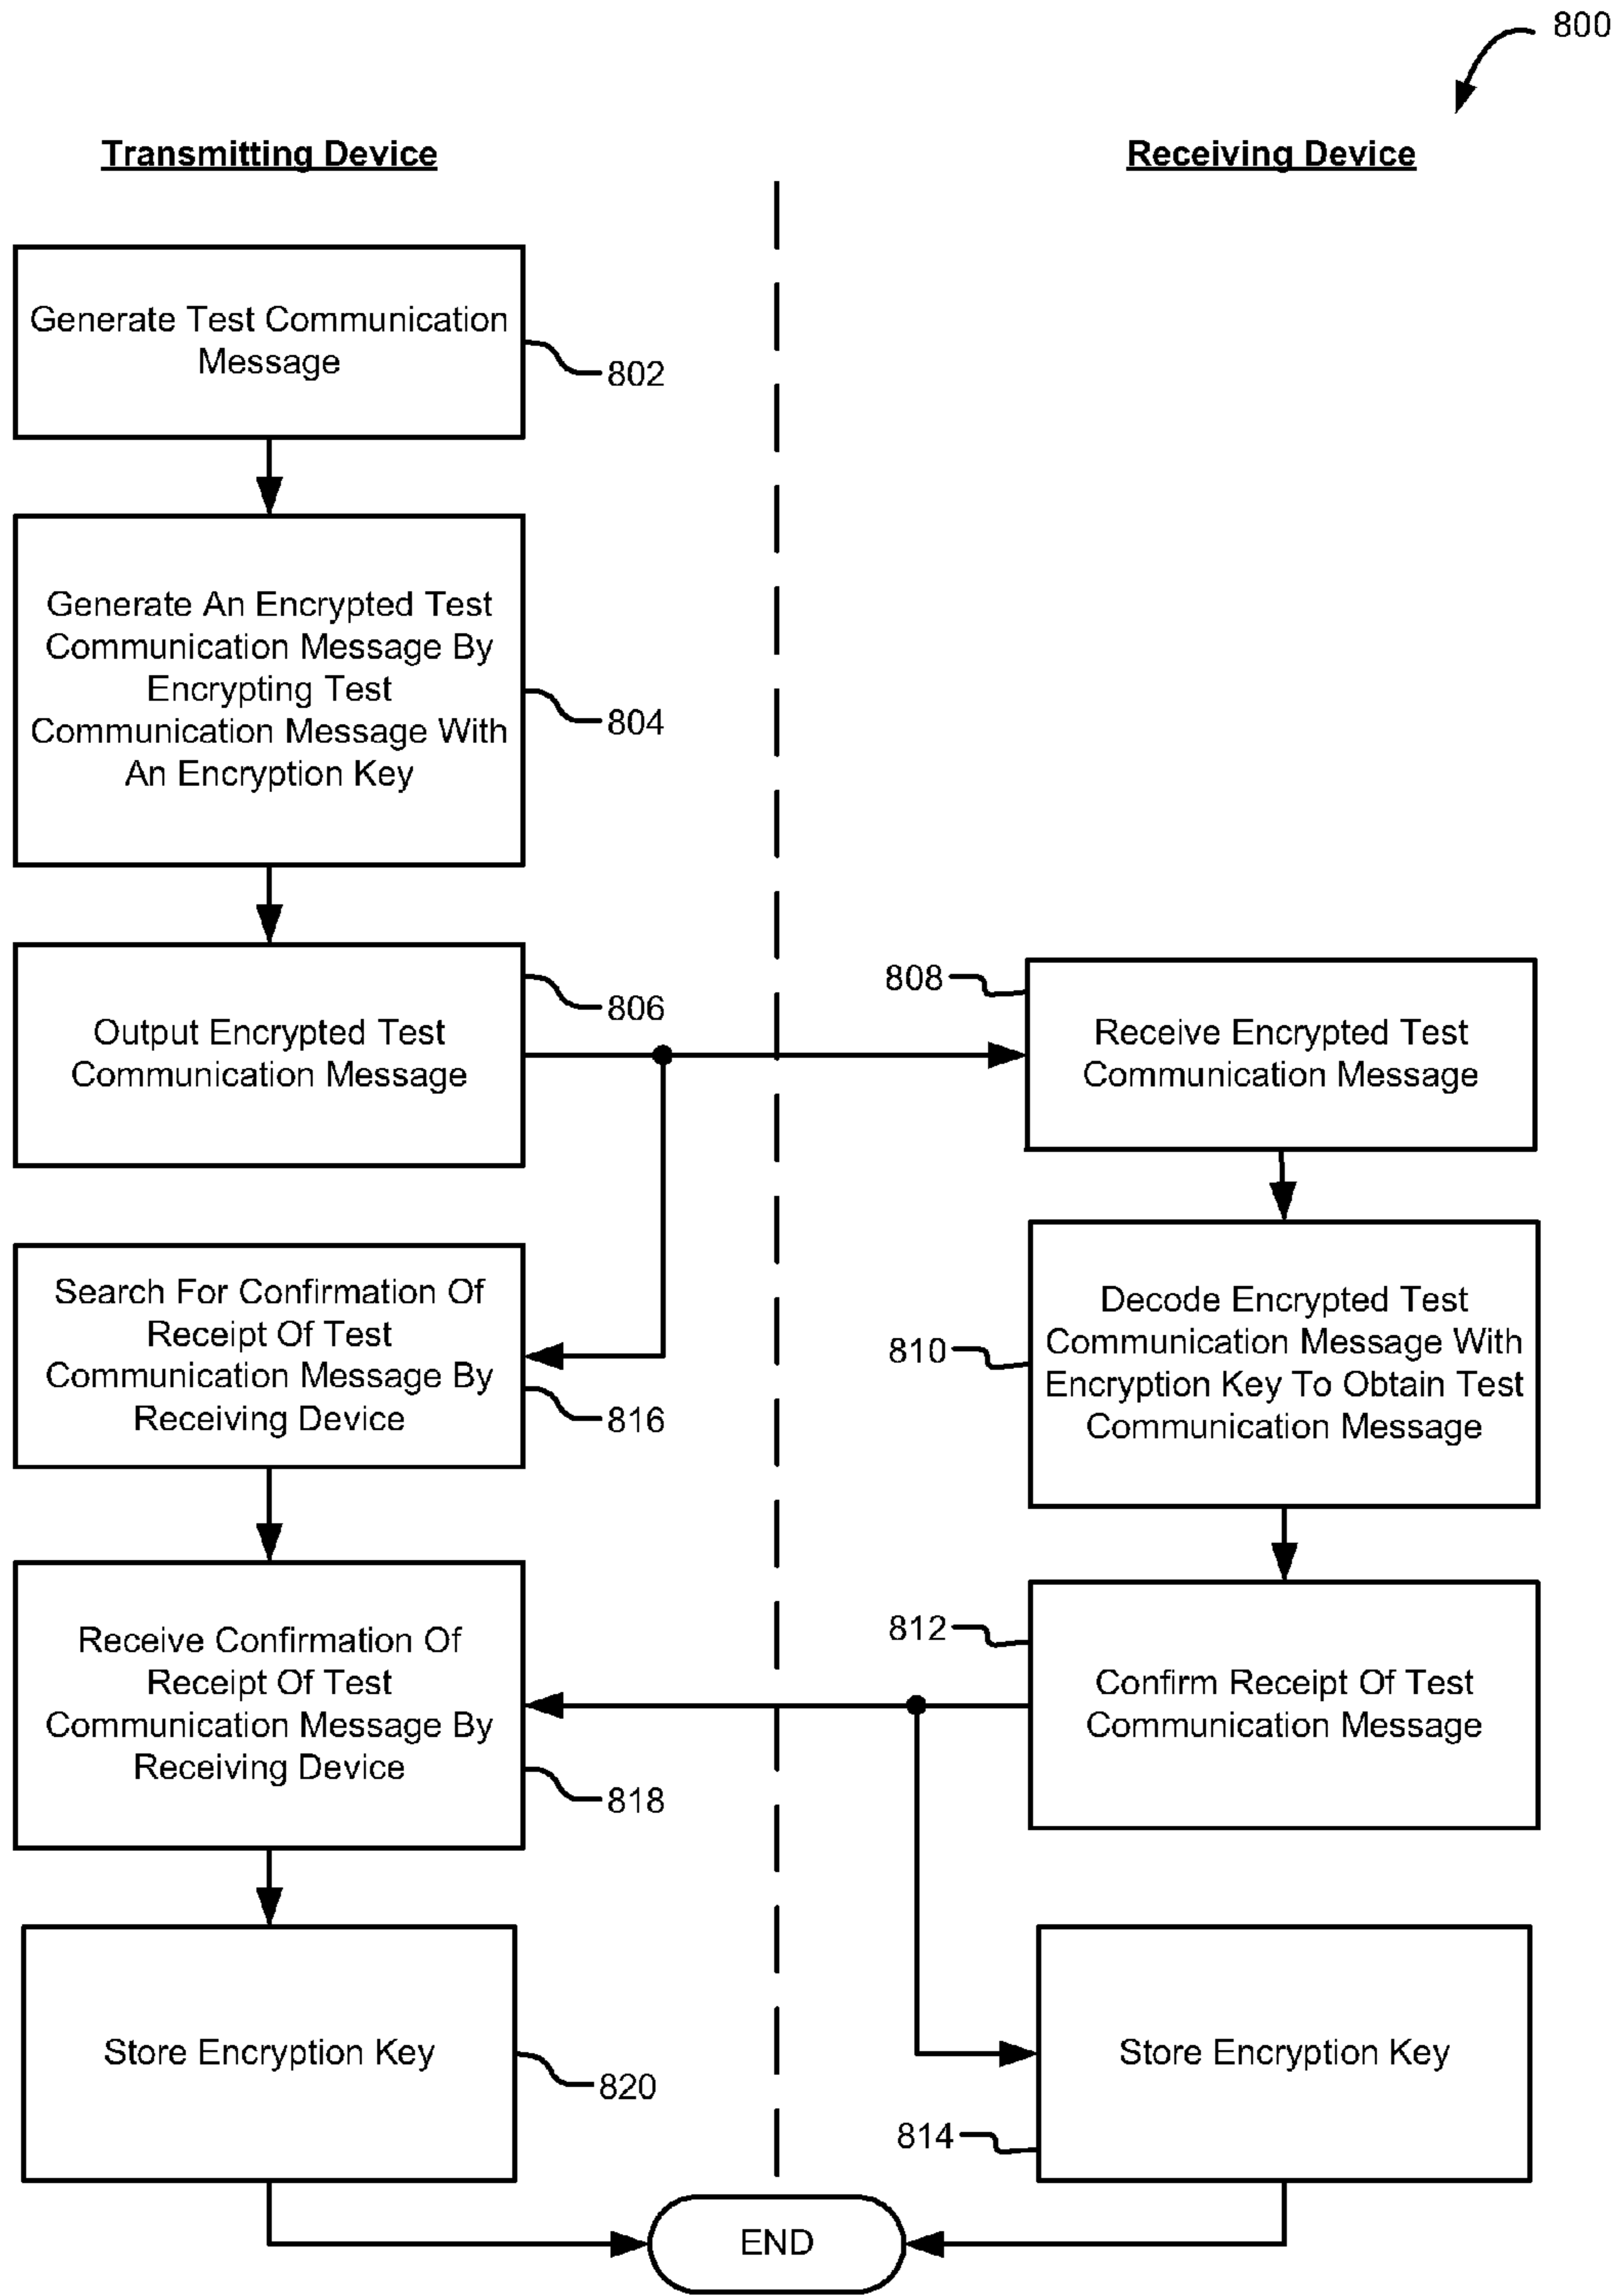 800
Transmitting Device
Receiving Device
Generate Test Communication
Message
802
Generate An Encrypted Test
Communication Message By
Encrypting Test
Communication Message With
An Encryption Key
804
Output Encrypted Test
Communication Message
806
808
Receive Encrypted Test
Communication Message
Decode Encrypted Test
Communication Message With
Encryption Key To Obtain Test
Communication Message
810
Search For Confirmation Of
Receipt Of Test
Communication Message By
Receiving Device
816
812
Confirm Receipt Of Test
Communication Message
Receive Confirmation Of
Receipt Of Test
Communication Message By
Receiving Device
818
Store Encryption Key
820
Store Encryption Key
814
END